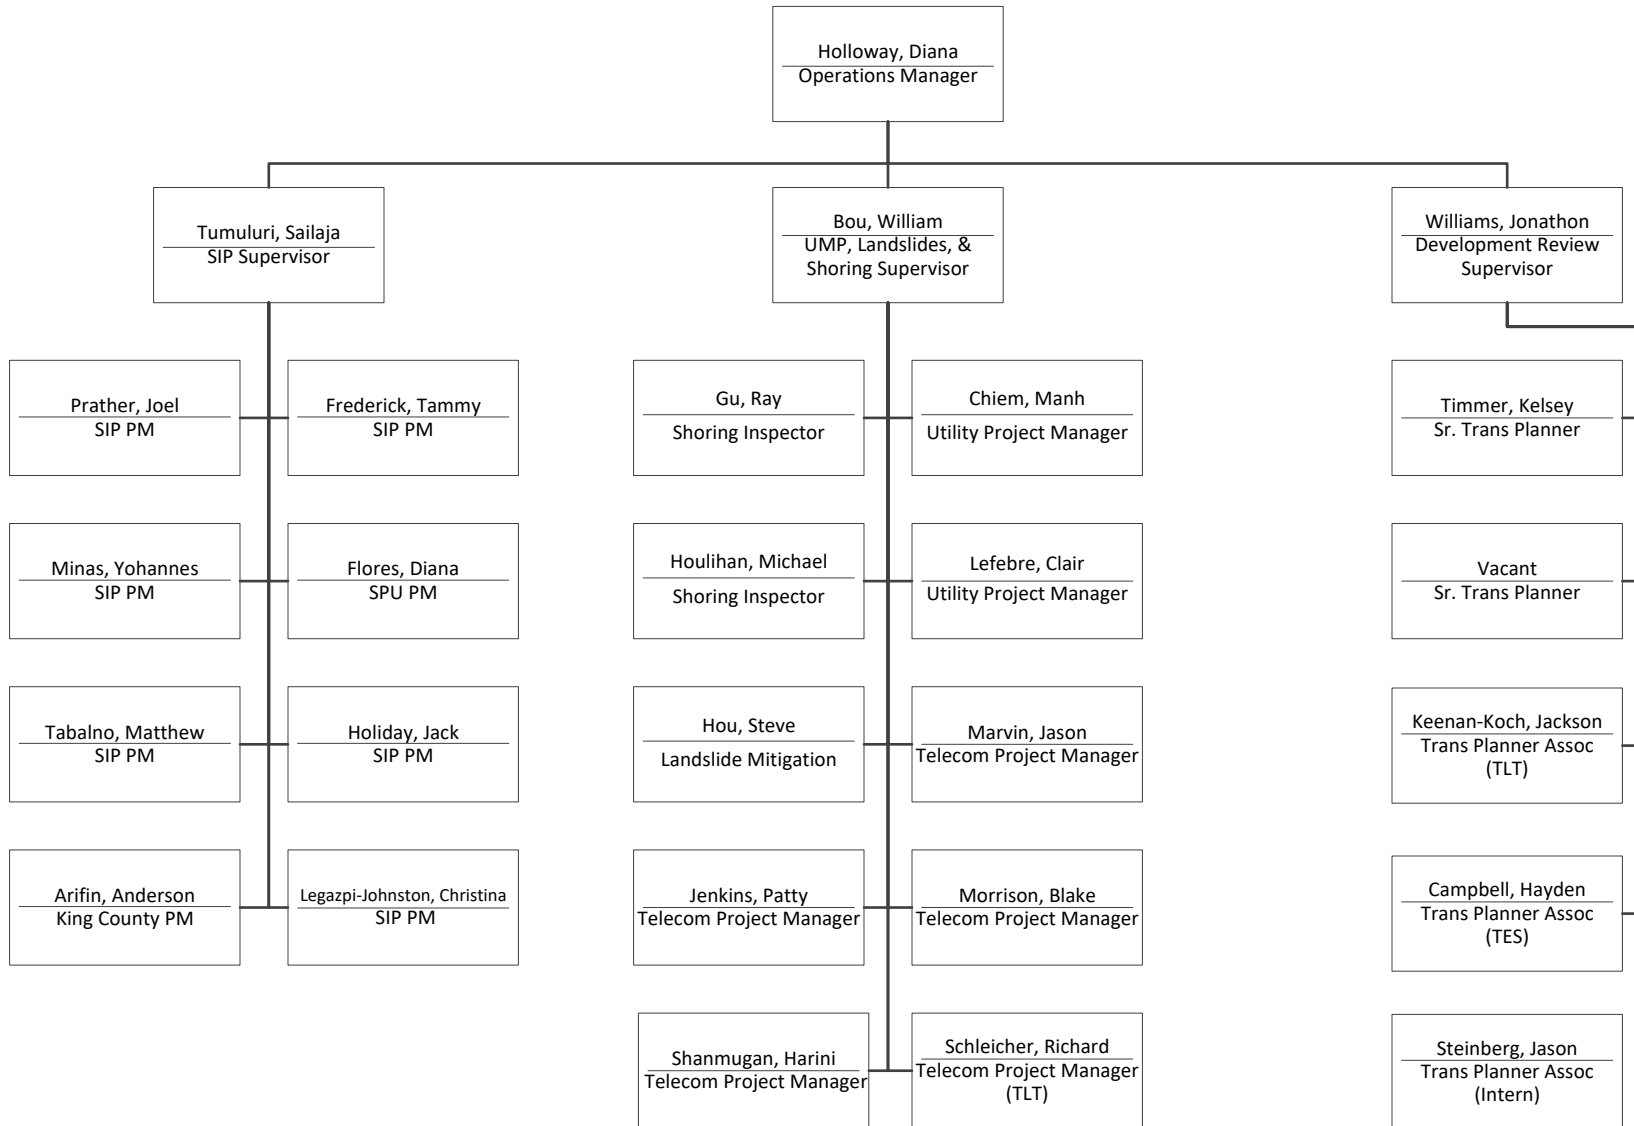 Holloway, Diana
Operations Manager
Tumuluri, Sailaja
SIP Supervisor
Bou, William
UMP, Landslides, &
Shoring Supervisor
Williams, Jonathon
Development Review
Supervisor
Prather, Joel
SIP PM
Frederick, Tammy
SIP PM
Gu, Ray
Shoring Inspector
Chiem, Manh
Utility Project Manager
Timmer, Kelsey
Sr. Trans Planner
Minas, Yohannes
SIP PM
Flores, Diana
SPU PM
Houlihan, Michael
Shoring Inspector
Lefebre, Clair
Utility Project Manager
Vacant
Sr. Trans Planner
Tabalno, Matthew
SIP PM
Holiday, Jack
SIP PM
Hou, Steve
Landslide Mitigation
Marvin, Jason
Telecom Project Manager
Keenan-Koch, Jackson
Trans Planner Assoc
(TLT)
Arifin, Anderson
King County PM
Legazpi-Johnston, Christina
SIP PM
Jenkins, Patty
Telecom Project Manager
Morrison, Blake
Telecom Project Manager
Campbell, Hayden
Trans Planner Assoc
(TES)
Shanmugan, Harini
Telecom Project Manager
Schleicher, Richard
Telecom Project Manager
(TLT)
Steinberg, Jason
Trans Planner Assoc
(Intern)